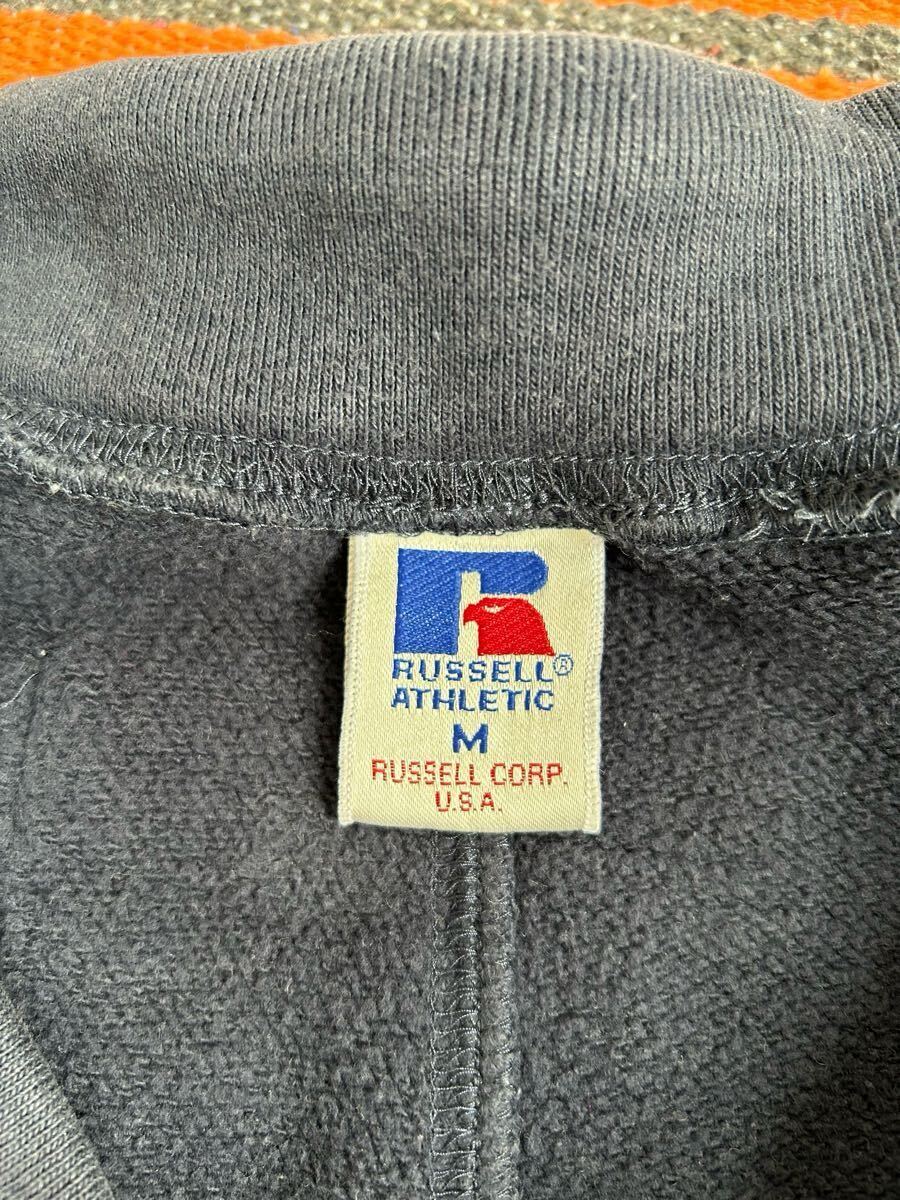 R
RUSSELL®
ATHLETIC
M
RUSSELL CORP.
U.S.A.